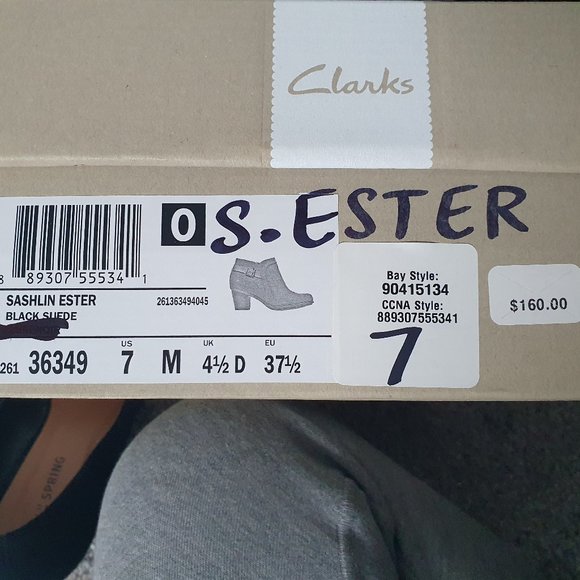 Clarks
O S.ESTER
8 89307 55534 1
SASHLIN ESTER
BLACK SUEDE
261363494045
Bay Style:
90415134
CCNA Style:
889307555341
7
$160.00
US UK EU
261 36349 7 M 4½ D 37½
SPRING